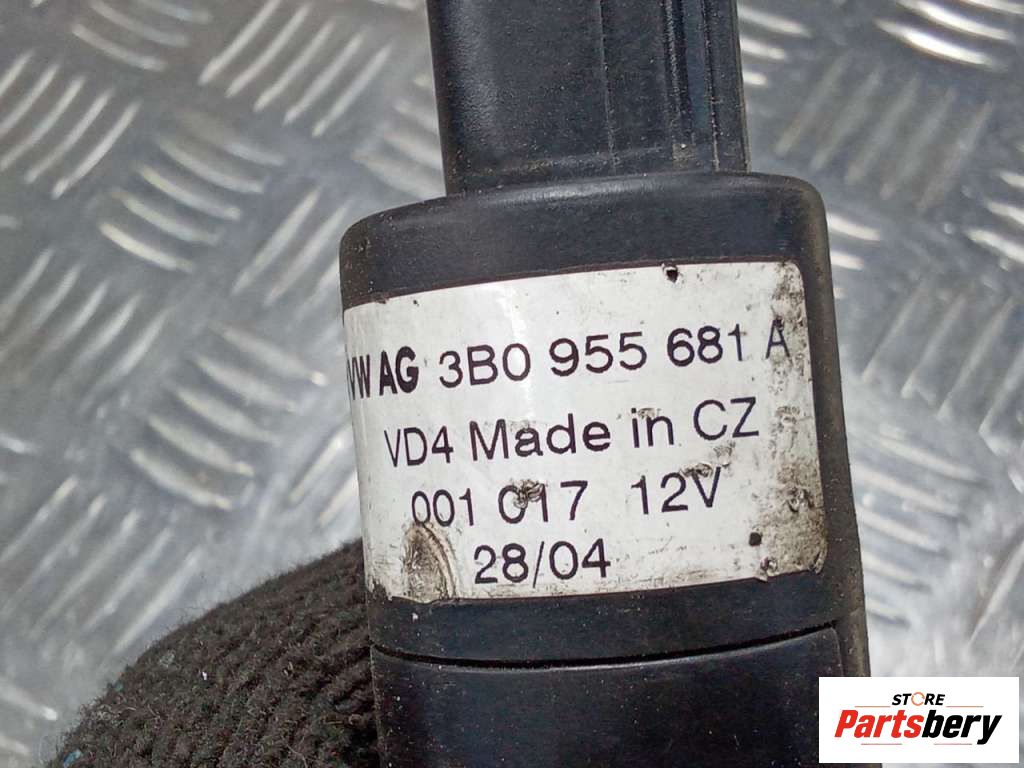 VW AG 3B0 955 681 A
VD4 Made in CZ
001 017 12V
28/04
STORE
Partsbery